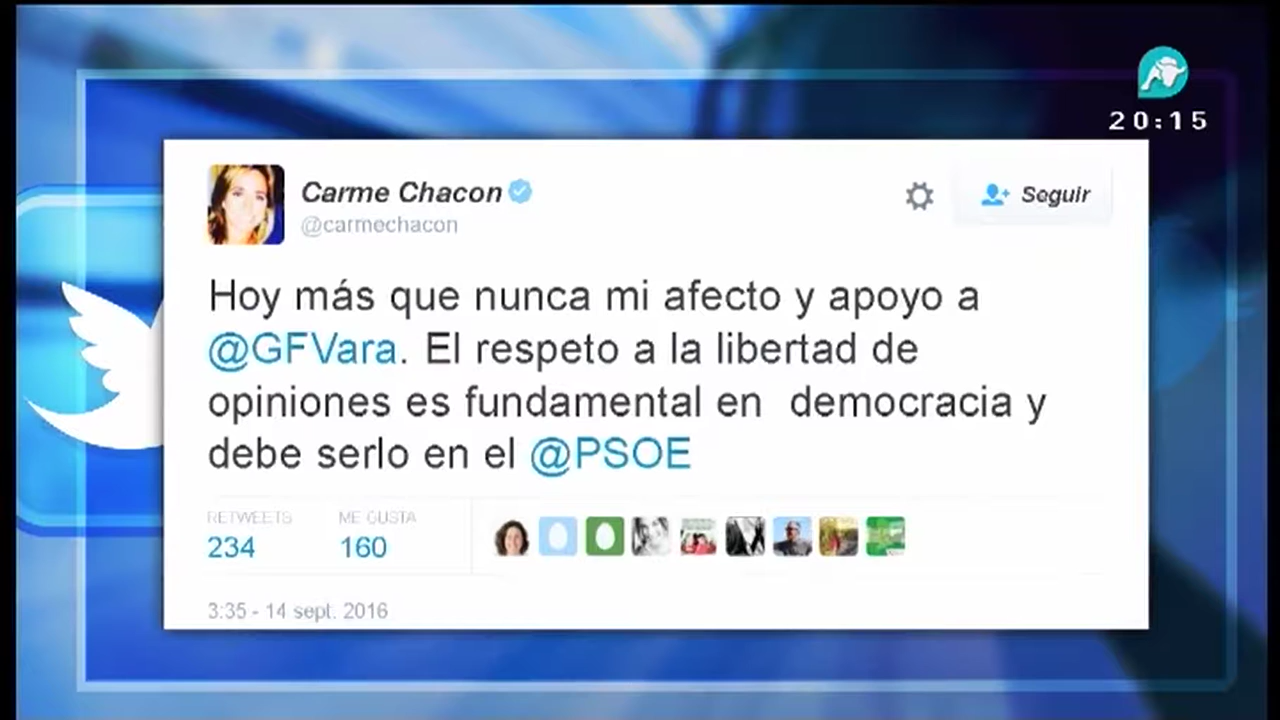 20:15
Carme Chacon
@carmechacon
Seguir
Hoy más que nunca mi afecto y apoyo a
@GFVara. El respeto a la libertad de
opiniones es fundamental en democracia y
debe serlo en el @PSOE
RETWEETS ME GUSTA
234 160
3:35 - 14 sept. 2016